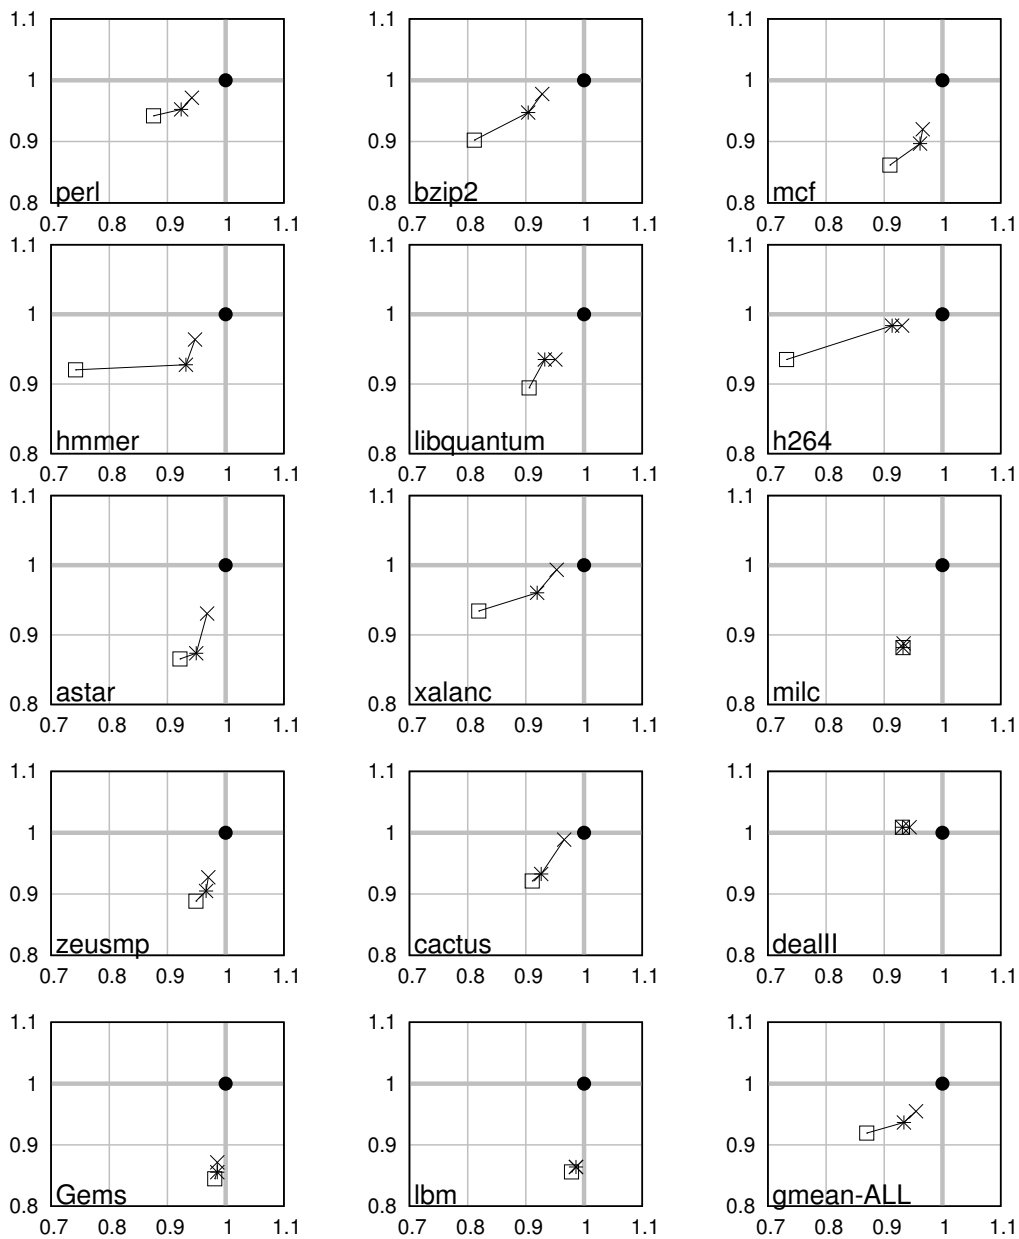 1.1 1.1 1.1
1 1 1
0.9 0.9 0.9
perl bzip2 mcf
0.8 0.8 0.8
0.7 0.8 0.9 1 1.1 0.7 0.8 0.9 1 1.1 0.7 0.8 0.9 1 1.1
1.1 1.1 1.1
1 1 1
0.9 0.9 0.9
hmmer libquantum h264
0.8 0.8 0.8
0.7 0.8 0.9 1 1.1 0.7 0.8 0.9 1 1.1 0.7 0.8 0.9 1 1.1
1.1 1.1 1.1
1 1 1
0.9 0.9 0.9
astar xalanc milc
0.8 0.8 0.8
0.7 0.8 0.9 1 1.1 0.7 0.8 0.9 1 1.1 0.7 0.8 0.9 1 1.1
1.1 1.1 1.1
1 1 1
0.9 0.9 0.9
zeusmp cactus dealII
0.8 0.8 0.8
0.7 0.8 0.9 1 1.1 0.7 0.8 0.9 1 1.1 0.7 0.8 0.9 1 1.1
1.1 1.1 1.1
1 1 1
0.9 0.9 0.9
Gems lbm gmean-ALL
0.8 0.8 0.8
0.7 0.8 0.9 1 1.1 0.7 0.8 0.9 1 1.1 0.7 0.8 0.9 1 1.1